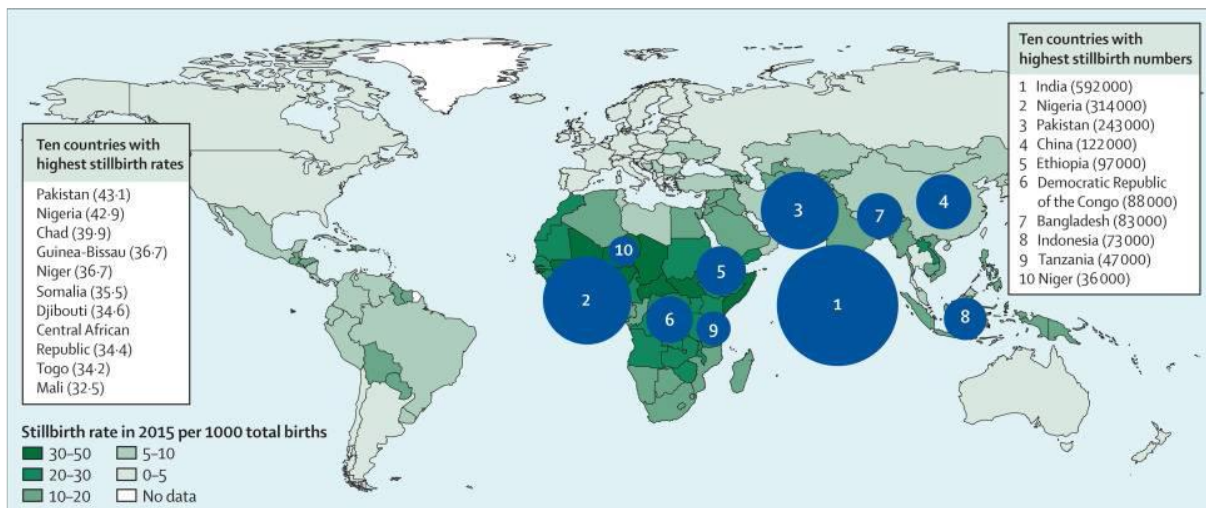 Ten countries with
highest stillbirth numbers
1 India (592 000)
2 Nigeria (314 000)
3 Pakistan (243 000)
4 China (122 000)
5 Ethiopia (97 000)
6 Democratic Republic
of the Congo (88 000)
7 Bangladesh (83 000)
8 Indonesia (73 000)
9 Tanzania (47 000)
10 Niger (36 000)
Ten countries with
highest stillbirth rates
Pakistan (43·1)
Nigeria (42·9)
Chad (39·9)
Guinea-Bissau (36·7)
Niger (36·7)
Somalia (35·5)
Djibouti (34·6)
Central African
Republic (34·4)
Togo (34·2)
Mali (32·5)
3
7
4
10
5
2
6
9
1
8
Stillbirth rate in 2015 per 1000 total births
30–50
5–10
20–30
0–5
10–20
No data